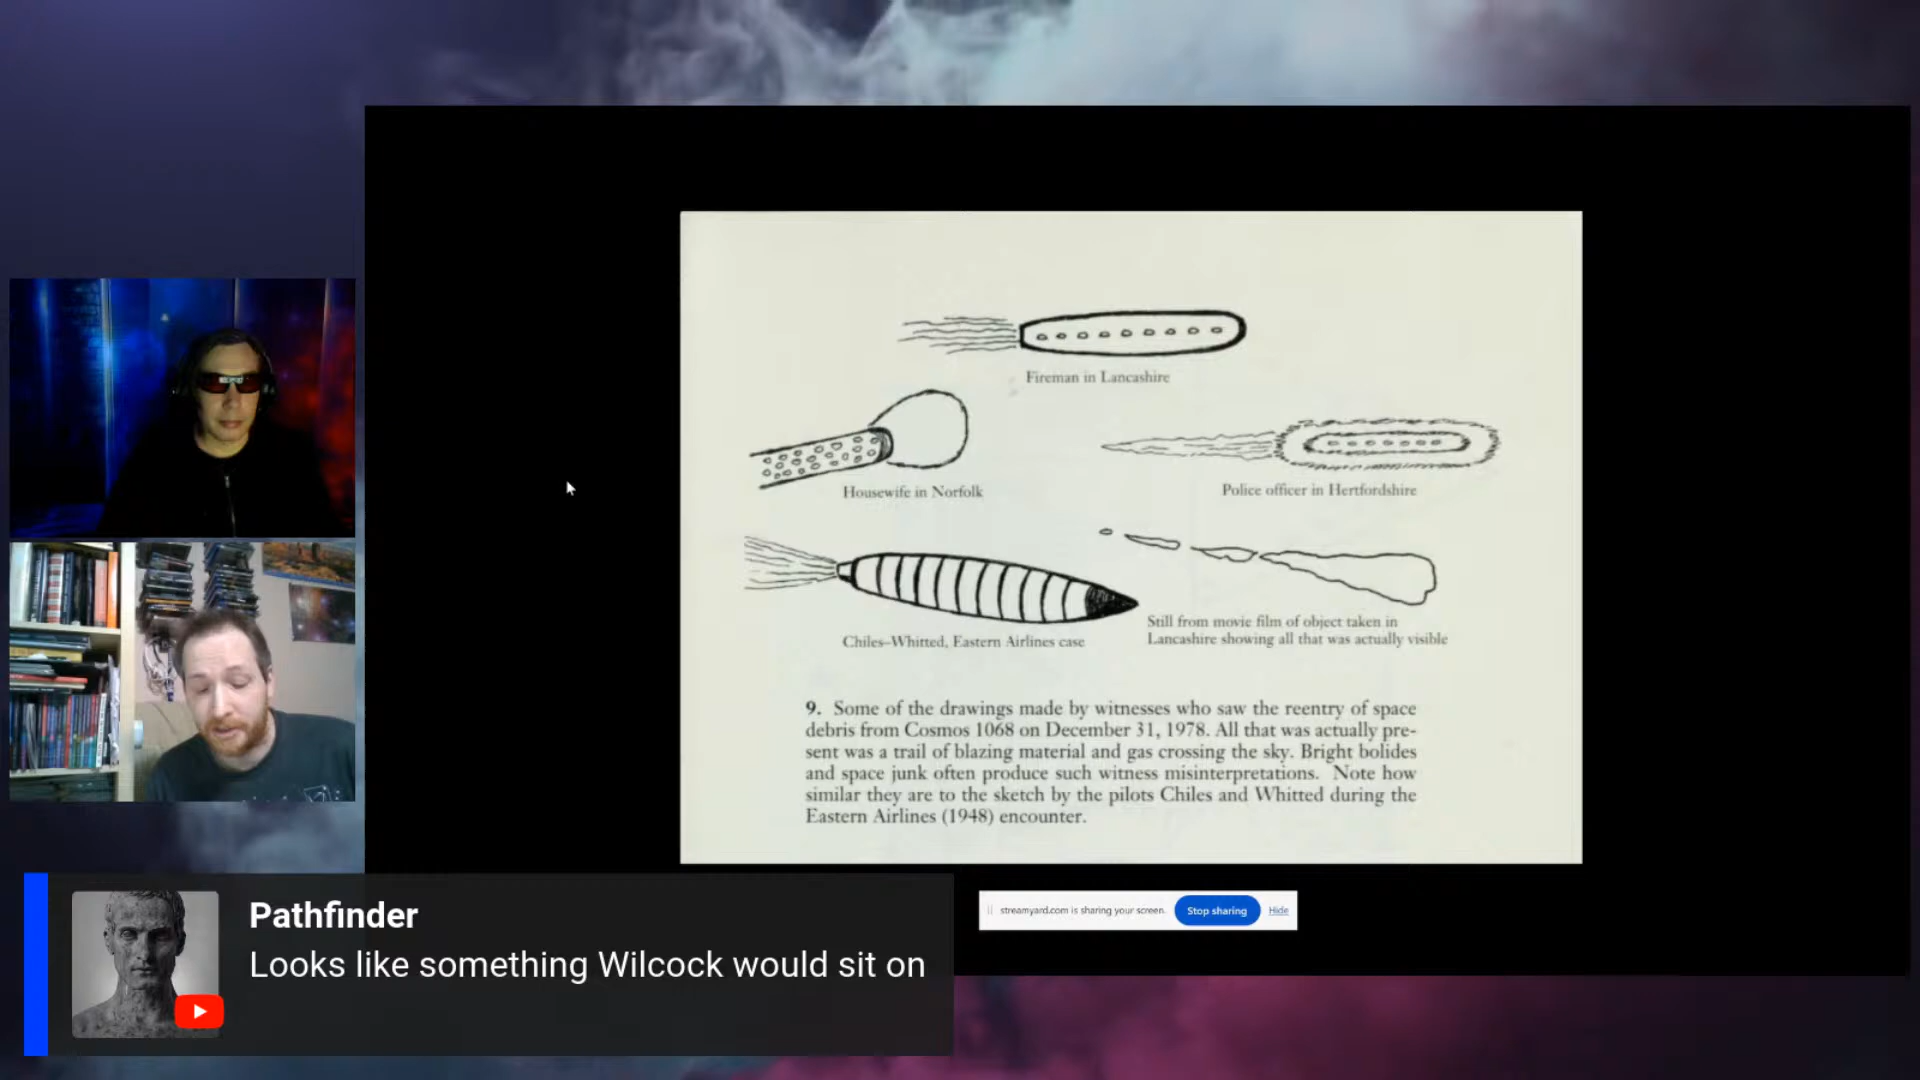 Fireman in Lancashire
Housewife in Norfolk
Police officer in Hertfordshire
Chiles–Whitted, Eastern Airlines case
Still from movie film of object taken in
Lancashire showing all that was actually visible
9. Some of the drawings made by witnesses who saw the reentry of space
debris from Cosmos 1068 on December 31, 1978. All that was actually pre-
sent was a trail of blazing material and gas crossing the sky. Bright bolides
and space junk often produce such witness misinterpretations. Note how
similar they are to the sketch by the pilots Chiles and Whitted during the
Eastern Airlines (1948) encounter.
streamyard.com is sharing your screen.
Stop sharing
Hide
Pathfinder
Looks like something Wilcock would sit on